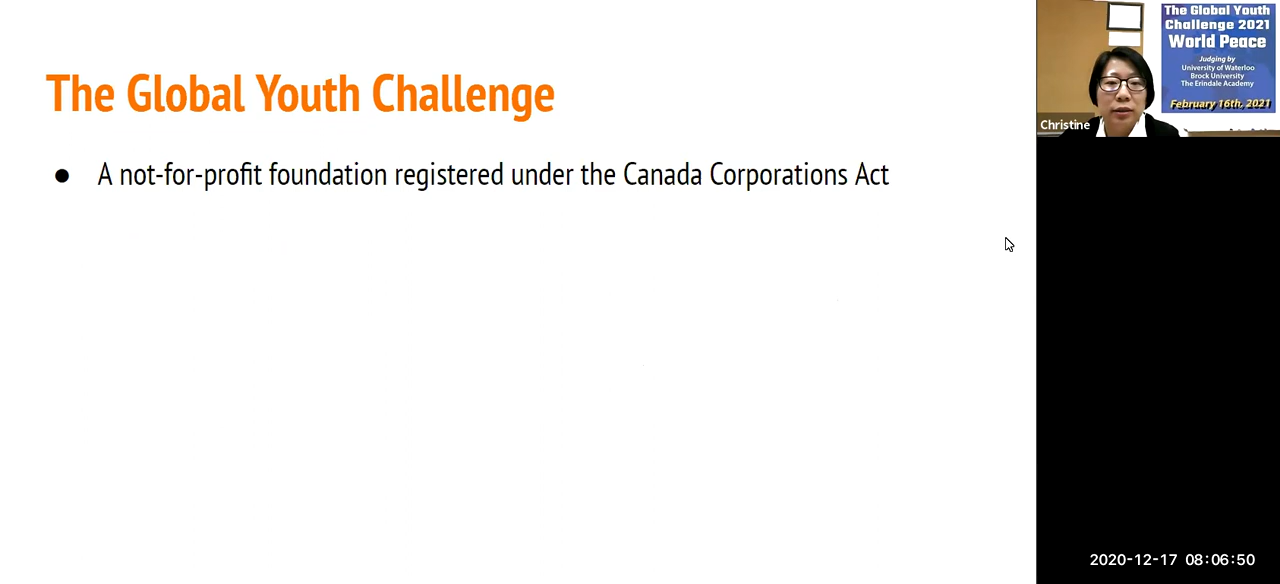 The Global Youth Challenge
● A not-for-profit foundation registered under the Canada Corporations Act
The Global Youth
Challenge 2021
World Peace
Judging by
University of Waterloo
Brock University
The Erindale Academy
February 16th, 2021
Christine
2020-12-17 08:06:50